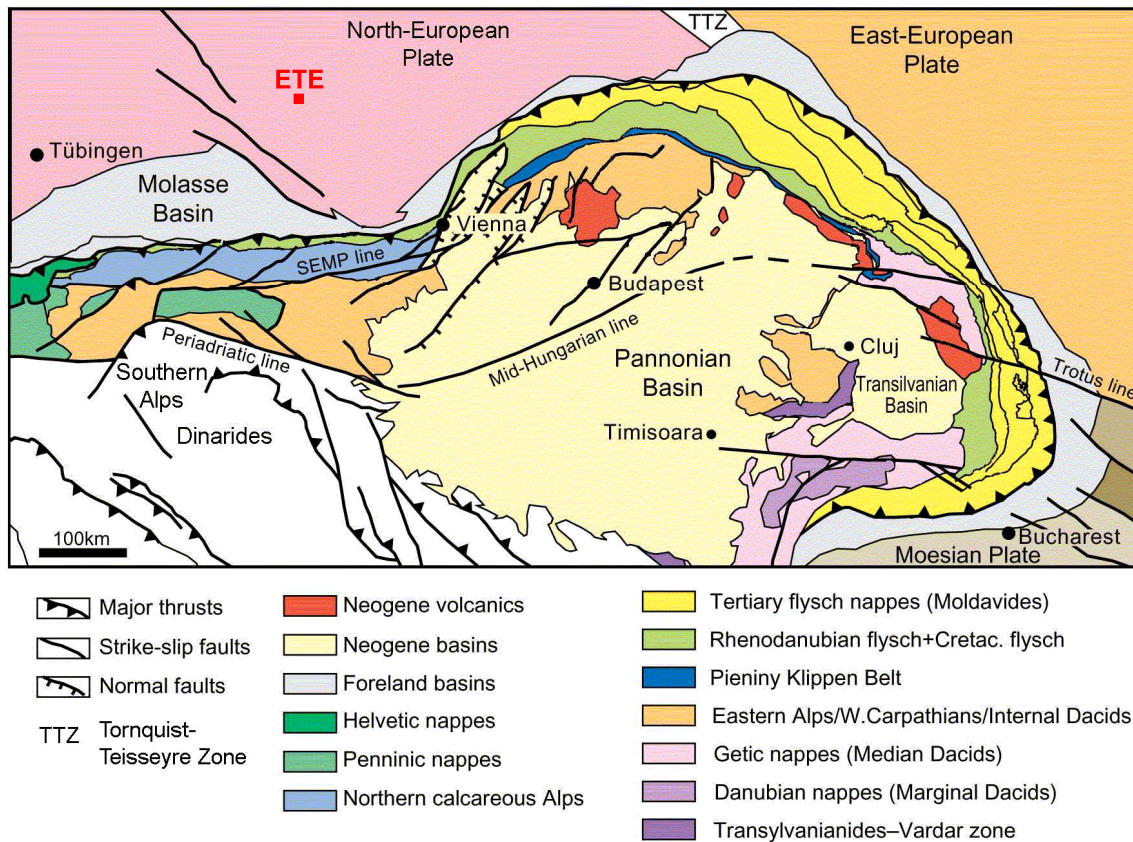 North-European
Plate
TTZ
East-European
Plate
ETE
Tübingen
Molasse
Basin
Vienna
SEMP line
Budapest
Mid-Hungarian line
Periadriatic line
Southern
Alps
Dinarides
Pannonian
Basin
Cluj
Transilvanian
Basin
Trotus line
Timisoara
100km
Bucharest
Moesian Plate
Major thrusts
Strike-slip faults
Normal faults
TTZ Tornquist-
Teisseyre Zone
Neogene volcanics
Neogene basins
Foreland basins
Helvetic nappes
Penninic nappes
Northern calcareous Alps
Tertiary flysch nappes (Moldavides)
Rhenodanubian flysch+Cretac. flysch
Pieniny Klippen Belt
Eastern Alps/W.Carpathians/Internal Dacids
Getic nappes (Median Dacids)
Danubian nappes (Marginal Dacids)
Transylvanianides–Vardar zone